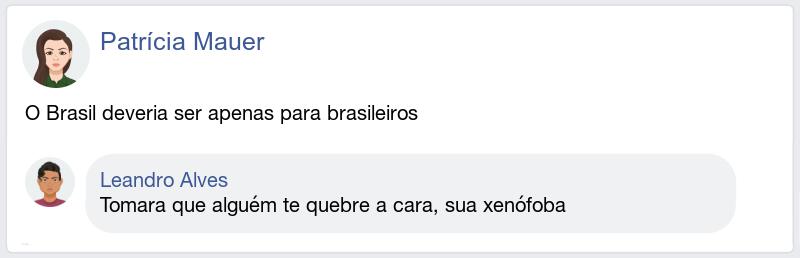 Patrícia Mauer
O Brasil deveria ser apenas para brasileiros
Leandro Alves
Tomara que alguém te quebre a cara, sua xenófoba